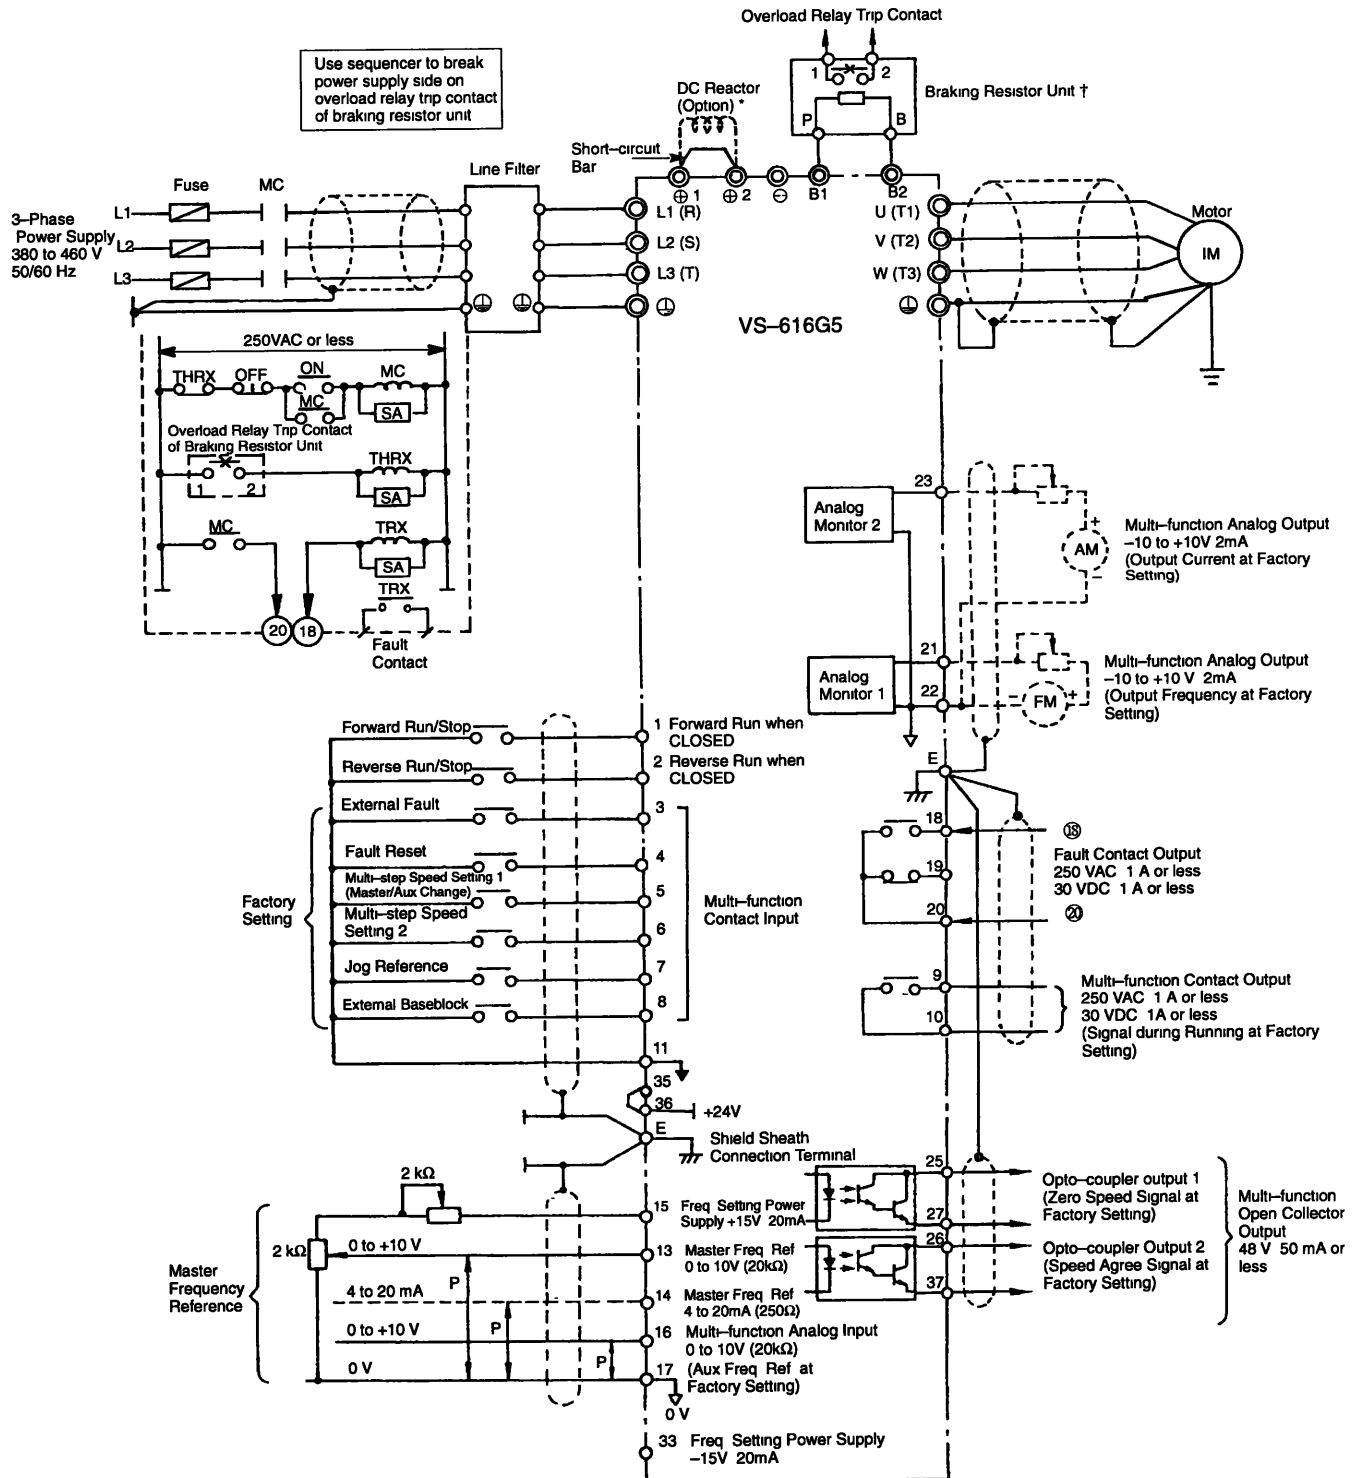 Overload Relay Trip Contact
Use sequencer to break
power supply side on
overload relay trip contact
of braking resistor unit
1
2
DC Reactor
(Option) *
Braking Resistor Unit †
P
B
Short-circuit
Bar
Line Filter
Fuse
MC
⊕ 1
⊕ 2
⊖
B1
B2
3-Phase
Power Supply
380 to 460 V
50/60 Hz
L1
L2
L3
L1 (R)
L2 (S)
L3 (T)
U (T1)
V (T2)
W (T3)
Motor
IM
VS-616G5
250VAC or less
THRX
OFF
ON
MC
MC
SA
Overload Relay Trip Contact
of Braking Resistor Unit
1
2
THRX
SA
MC
TRX
SA
TRX
20
18
Fault
Contact
Analog
Monitor 2
23
+
AM
−
Multi-function Analog Output
-10 to +10V 2mA
(Output Current at Factory
Setting)
Analog
Monitor 1
21
22
−
FM
+
Multi-function Analog Output
-10 to +10 V 2mA
(Output Frequency at Factory
Setting)
E
Forward Run/Stop
1 Forward Run when
CLOSED
Reverse Run/Stop
2 Reverse Run when
CLOSED
External Fault
3
Fault Reset
4
Multi-step Speed Setting 1
(Master/Aux Change)
5
Multi-step Speed
Setting 2
6
Jog Reference
7
External Baseblock
8
Factory
Setting
Multi-function
Contact Input
11
35
36
+24V
E
Shield Sheath
Connection Terminal
18
⑱
19
20
⑳
Fault Contact Output
250 VAC 1 A or less
30 VDC 1 A or less
9
10
Multi-function Contact Output
250 VAC 1 A or less
30 VDC 1A or less
(Signal during Running at Factory
Setting)
2 kΩ
2 kΩ
Master
Frequency
Reference
0 to +10 V
4 to 20 mA
0 to +10 V
0 V
P
P
P
15
Freq Setting Power
Supply +15V 20mA
13
Master Freq Ref
0 to 10V (20kΩ)
14
Master Freq Ref
4 to 20mA (250Ω)
16
Multi-function Analog Input
0 to 10V (20kΩ)
17
(Aux Freq Ref at
Factory Setting)
0 V
33
Freq Setting Power Supply
-15V 20mA
25
27
26
37
Opto-coupler output 1
(Zero Speed Signal at
Factory Setting)
Opto-coupler Output 2
(Speed Agree Signal at
Factory Setting)
Multi-function
Open Collector
Output
48 V 50 mA or
less